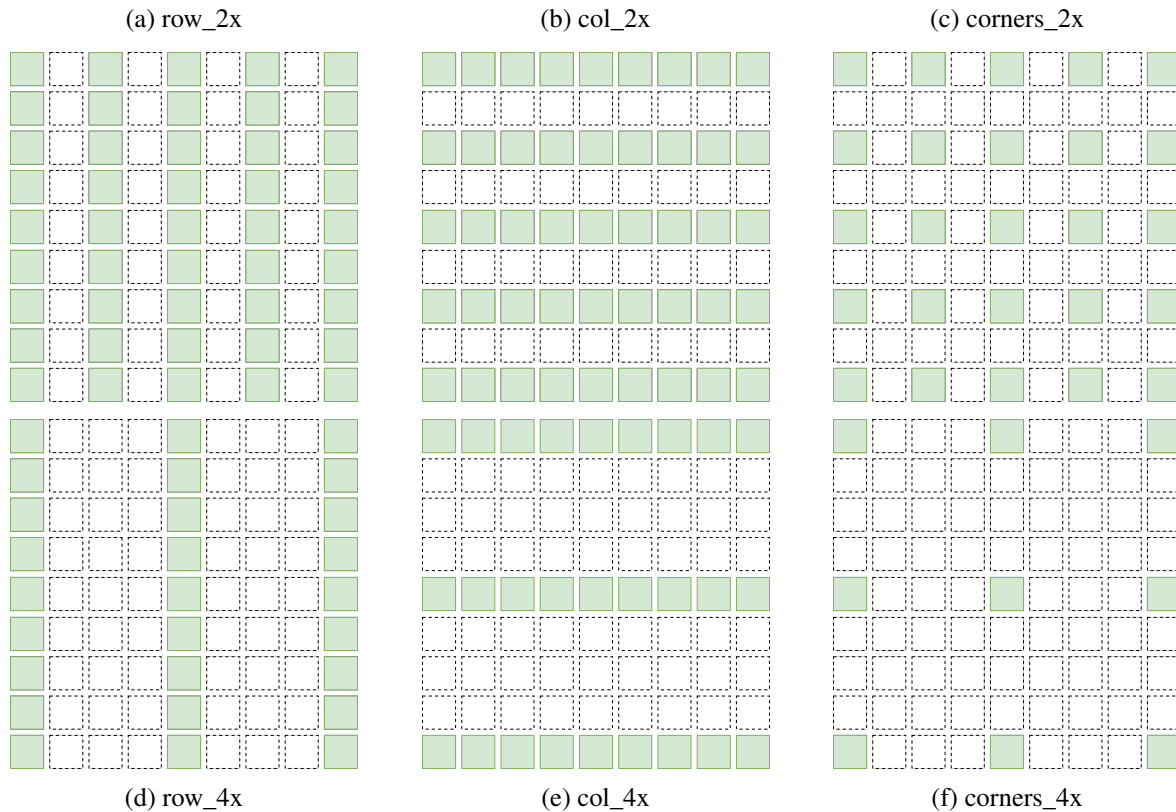 (a) row_2x
(b) col_2x
(c) corners_2x
(d) row_4x
(e) col_4x
(f) corners_4x